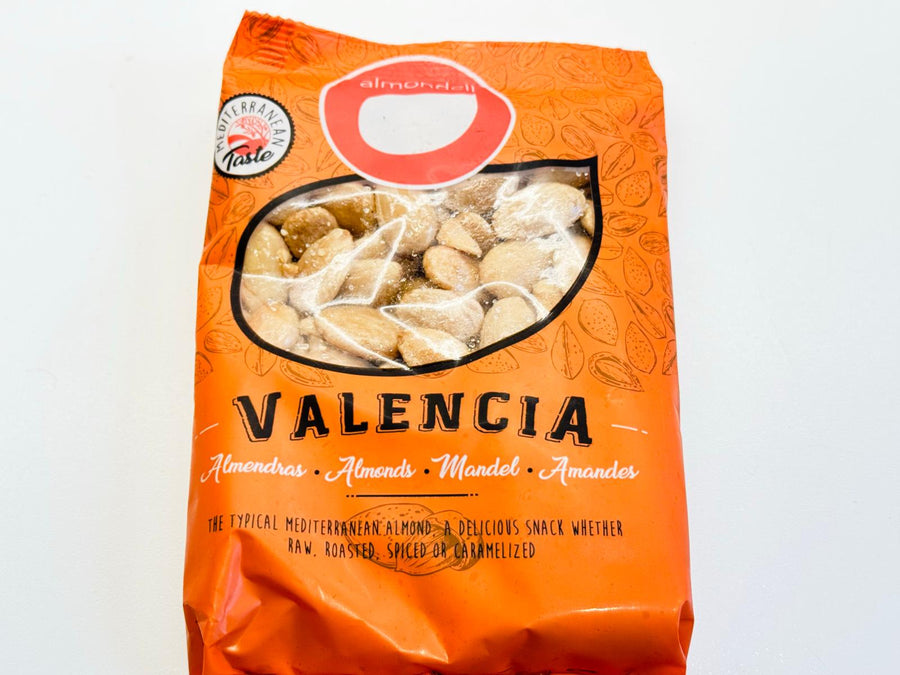 almondeli
MEDITERRANEAN
Taste
VALENCIA
Almendras • Almonds • Mandel • Amandes
THE TYPICAL MEDITERRANEAN ALMOND, A DELICIOUS SNACK WHETHER
RAW, ROASTED, SPICED OR CARAMELIZED